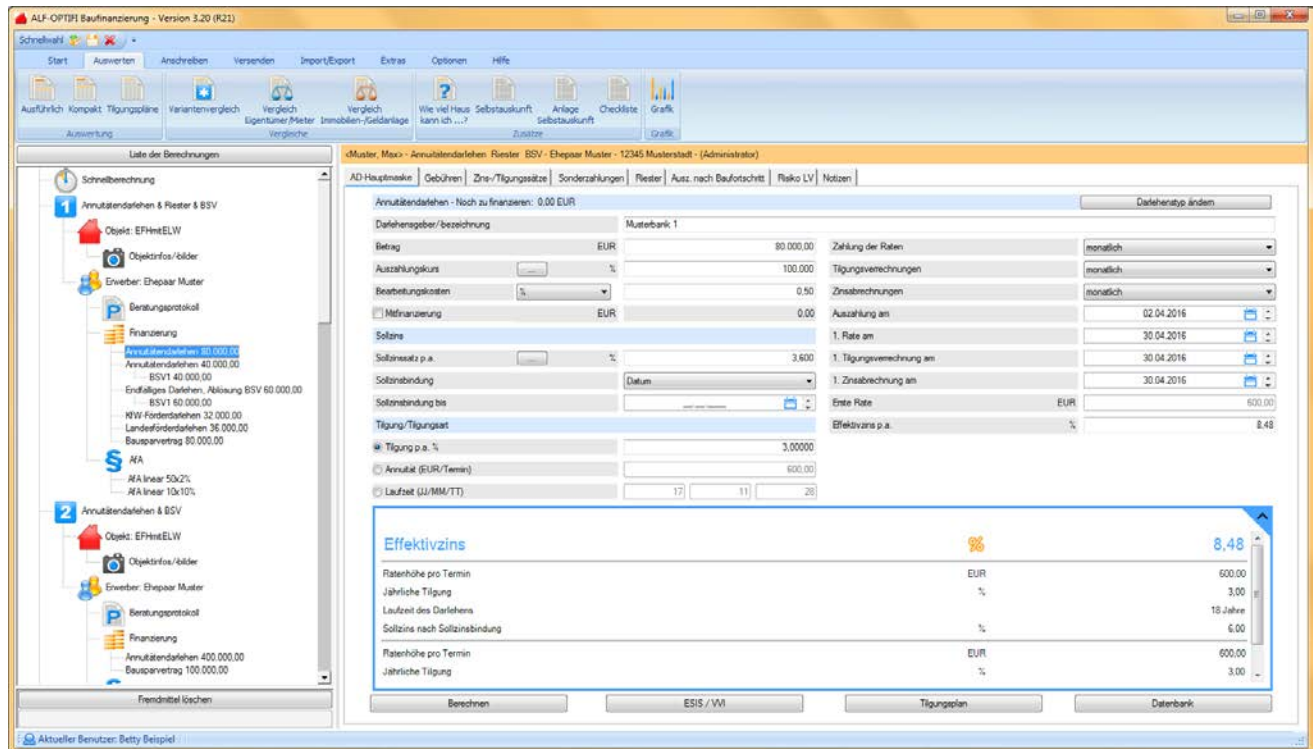 ALF-OPTIFI Baufinanzierung - Version 3.20 (R21)
Schnellwahl
Start Auswerten Anschreiben Versenden Import/Export Extras Optionen Hilfe
Ausführlich Kompakt Tilgungspläne Variantenvergleich Vergleich Eigentümer/Mieter Vergleich Immobilien-/Geldanlage Wie viel Haus kann ich ...? Selbstauskunft Anlage Selbstauskunft Checkliste Grafik
Auswertung Vergleiche Zusätze Grafik
Liste der Berechnungen
Schnellberechnung
1 Annuitätendarlehen & Riester & BSV
Objekt: EFHmitELW
Objektinfos/-bilder
Erwerber: Ehepaar Muster
Beratungsprotokoll
Finanzierung
Annuitätendarlehen 80.000,00
Annuitätendarlehen 40.000,00
BSV1 40.000,00
Endfälliges Darlehen, Ablösung BSV 60.000,00
BSV1 60.000,00
KfW-Förderdarlehen 32.000,00
Landesförderdarlehen 36.000,00
Bausparvertrag 80.000,00
§ AfA
AfA linear 50x2%
AfA linear 10x10%
2 Annuitätendarlehen & BSV
Objekt: EFHmitELW
Objektinfos/-bilder
Erwerber: Ehepaar Muster
Beratungsprotokoll
Finanzierung
Annuitätendarlehen 400.000,00
Bausparvertrag 100.000,00
Fremdmittel löschen
<Muster, Max> - Annuitätendarlehen Riester BSV - Ehepaar Muster - 12345 Musterstadt - (Administrator)
AD-Hauptmaske Gebühren Zins-/Tilgungssätze Sonderzahlungen Riester Ausz. nach Baufortschritt Risiko LV Notizen
Annuitätendarlehen - Noch zu finanzieren: 0,00 EUR Darlehenstyp ändern
Darlehensgeber/-bezeichnung Musterbank 1
Betrag EUR 80.000,00 Zahlung der Raten monatlich
Auszahlungskurs ... % 100,000 Tilgungsverrechnungen monatlich
Bearbeitungskosten % 0,50 Zinsabrechnungen monatlich
Mitfinanzierung EUR 0,00 Auszahlung am 02.04.2016
Sollzins 1. Rate am 30.04.2016
Sollzinssatz p.a. ... % 3,600 1. Tilgungsverrechnung am 30.04.2016
Sollzinsbindung Datum 1. Zinsabrechnung am 30.04.2016
Sollzinsbindung bis __.__.____ Erste Rate EUR 600,00
Tilgung/Tilgungsart Effektivzins p.a. % 8,48
Tilgung p.a. % 3,00000
Annuität (EUR/Termin) 600,00
Laufzeit (JJ/MM/TT) 17 11 28
Effektivzins % 8,48
Ratenhöhe pro Termin EUR 600,00
Jährliche Tilgung % 3,00
Laufzeit des Darlehens 18 Jahre
Sollzins nach Sollzinsbindung % 6,00
Ratenhöhe pro Termin EUR 600,00
Jährliche Tilgung % 3,00
Berechnen ESIS / VVI Tilgungsplan Datenbank
Aktueller Benutzer: Betty Beispiel